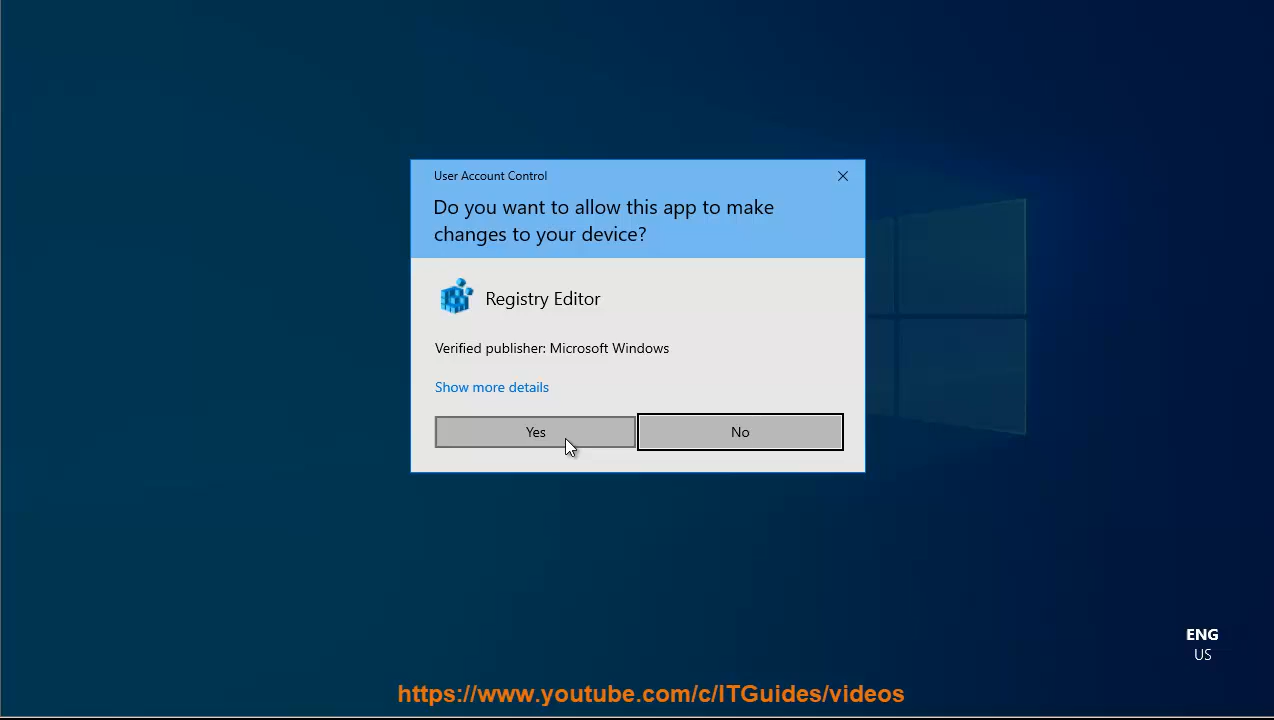 User Account Control
Do you want to allow this app to make
changes to your device?
Registry Editor
Verified publisher: Microsoft Windows
Show more details
Yes
No
ENG
US
https://www.youtube.com/c/ITGuides/videos